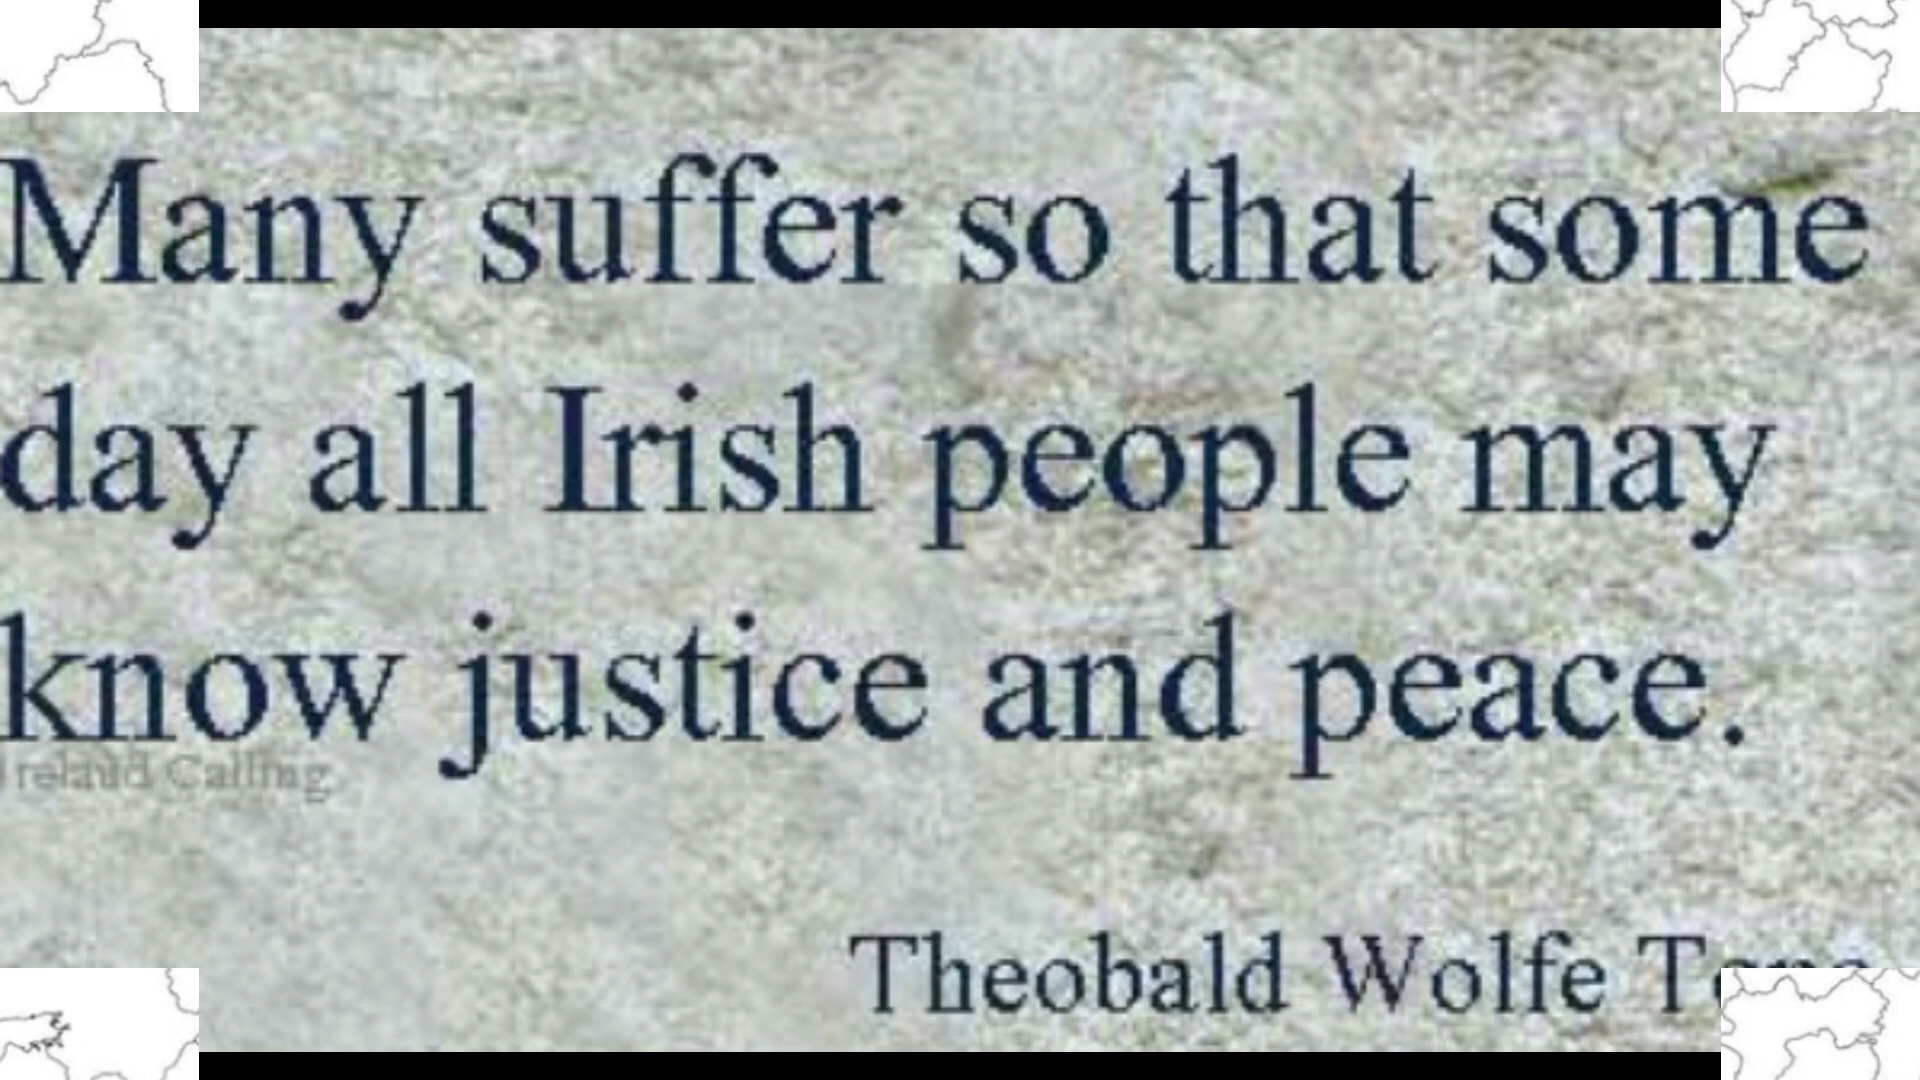 Many suffer so that some
day all Irish people may
know justice and peace.
Ireland Calling
Theobald Wolfe Tone